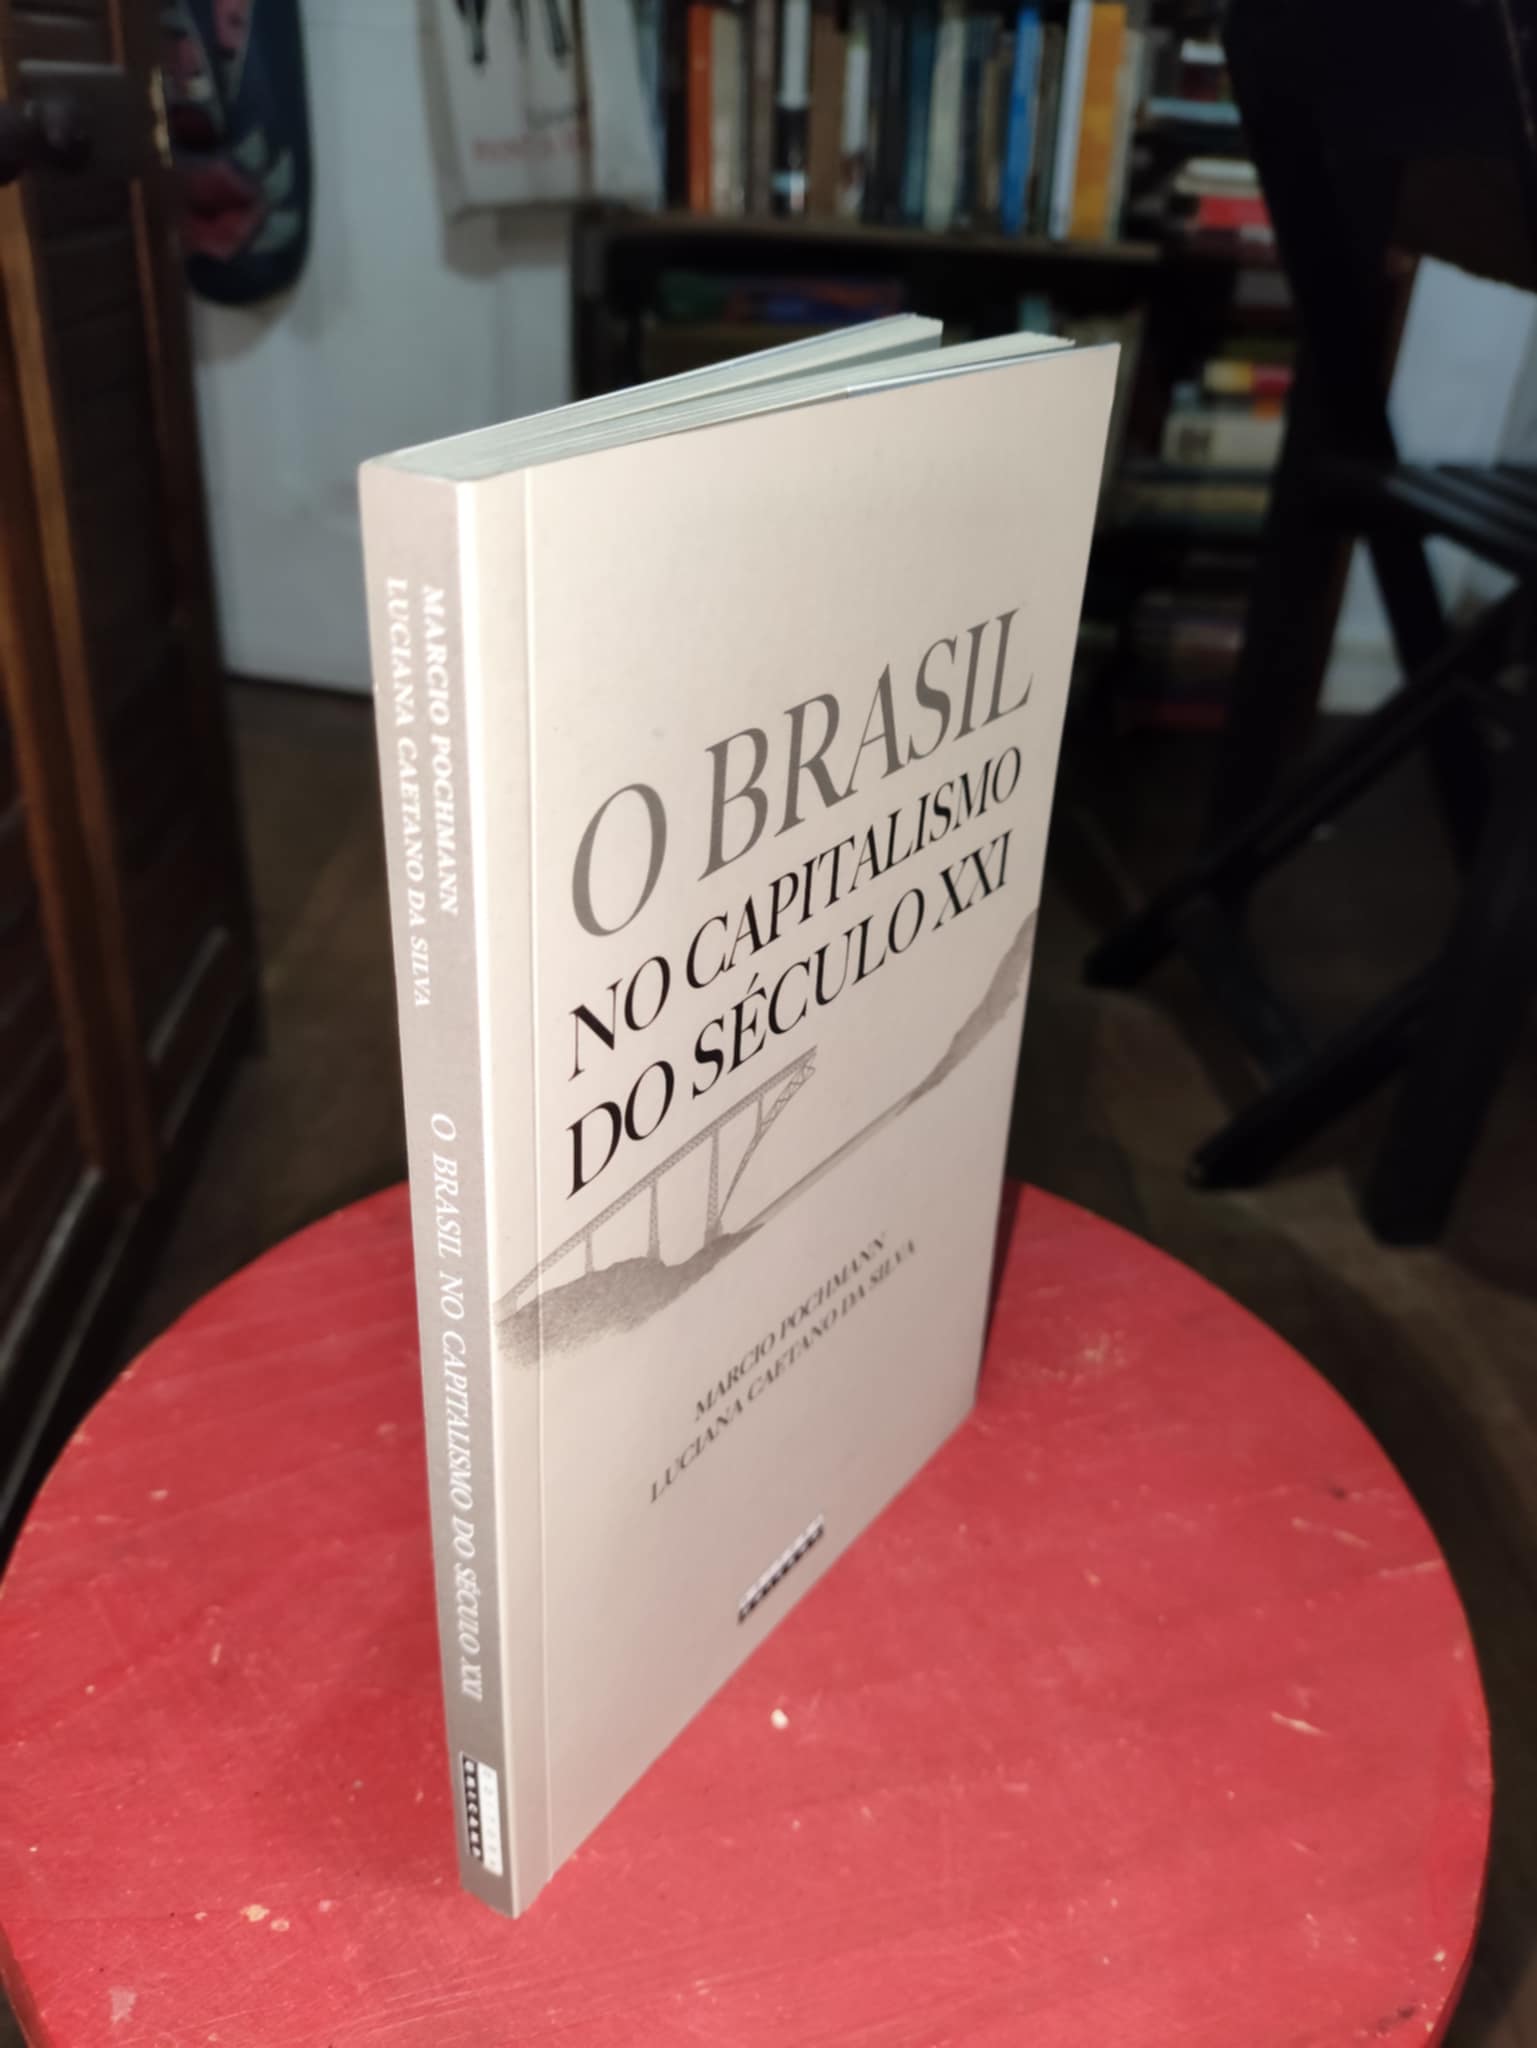 MARCIO POCHMANN
LUCIANA CAETANO DA SILVA
O BRASIL NO CAPITALISMO DO SÉCULO XXI
O BRASIL
NO CAPITALISMO
DO SÉCULO XXI
MARCIO POCHMANN
LUCIANA CAETANO DA SILVA